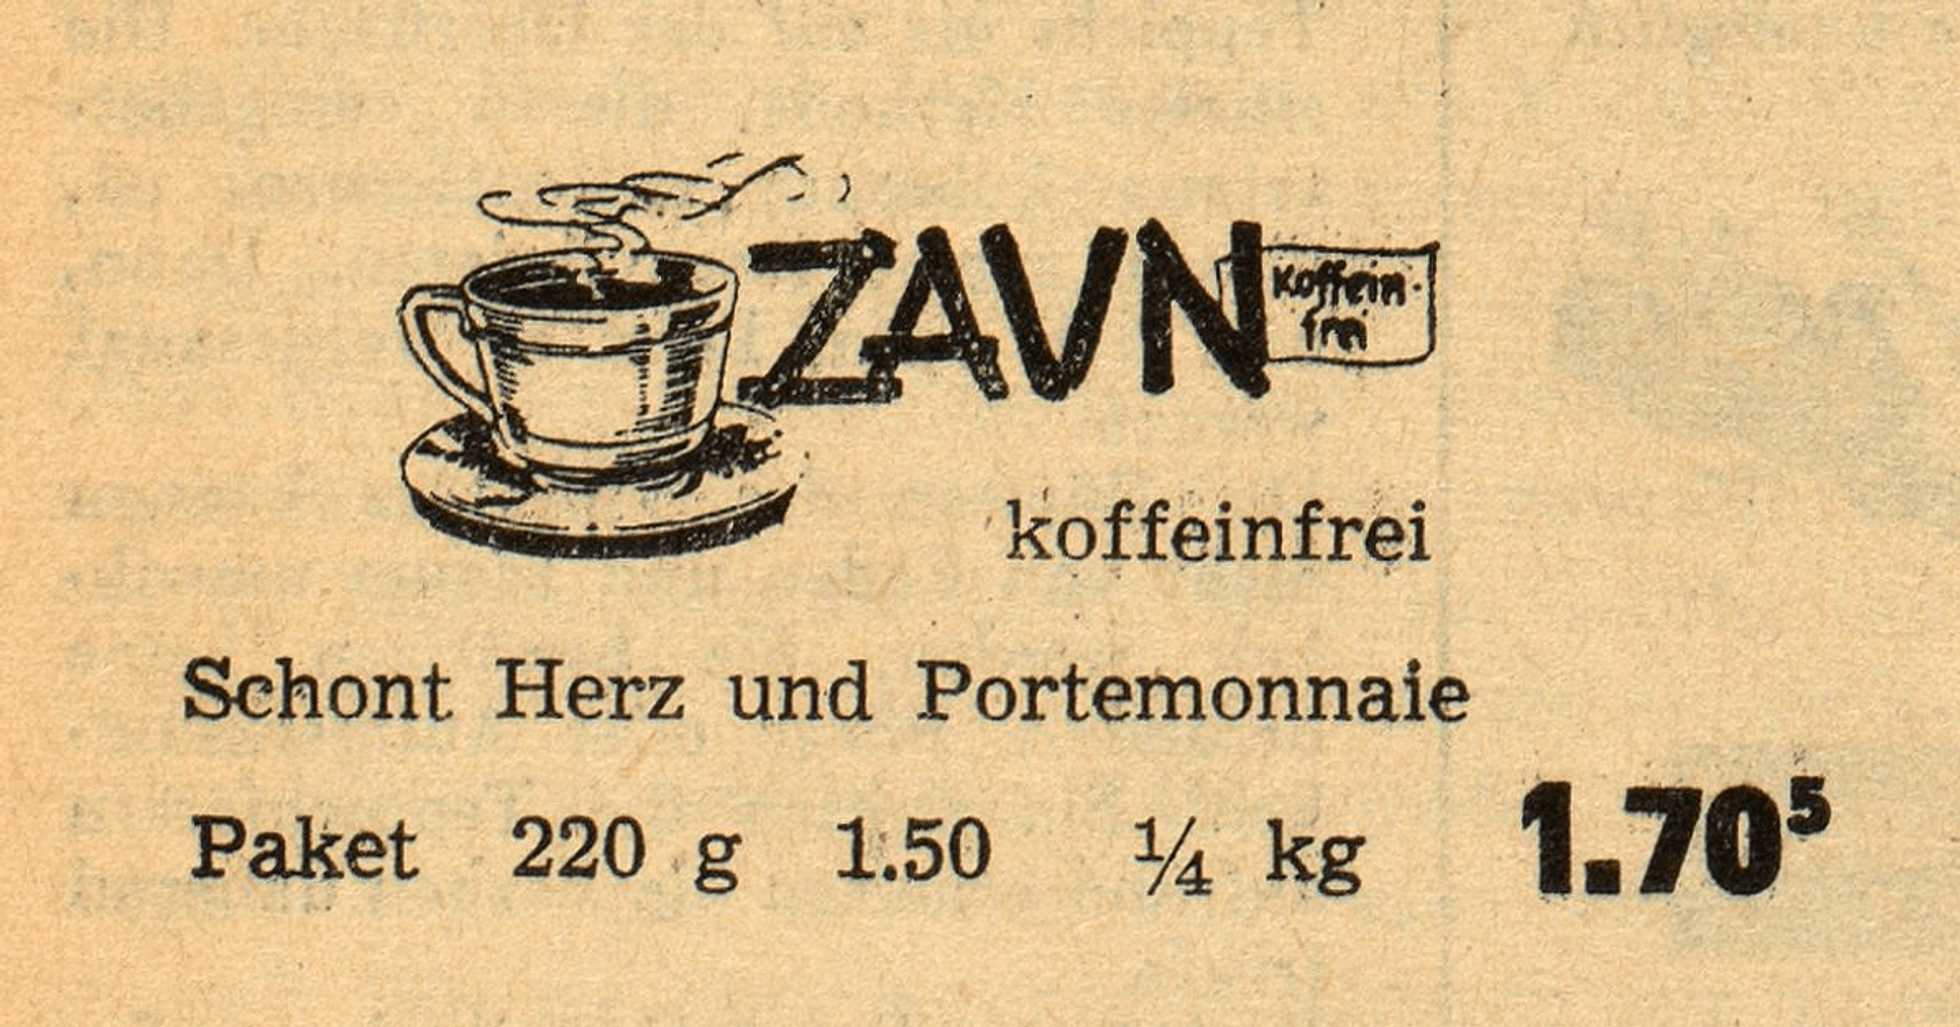 ZAVN
Koffein-
frei
koffeinfrei
Schont Herz und Portemonnaie
Paket 220 g 1.50 ¼ kg 1.70⁵